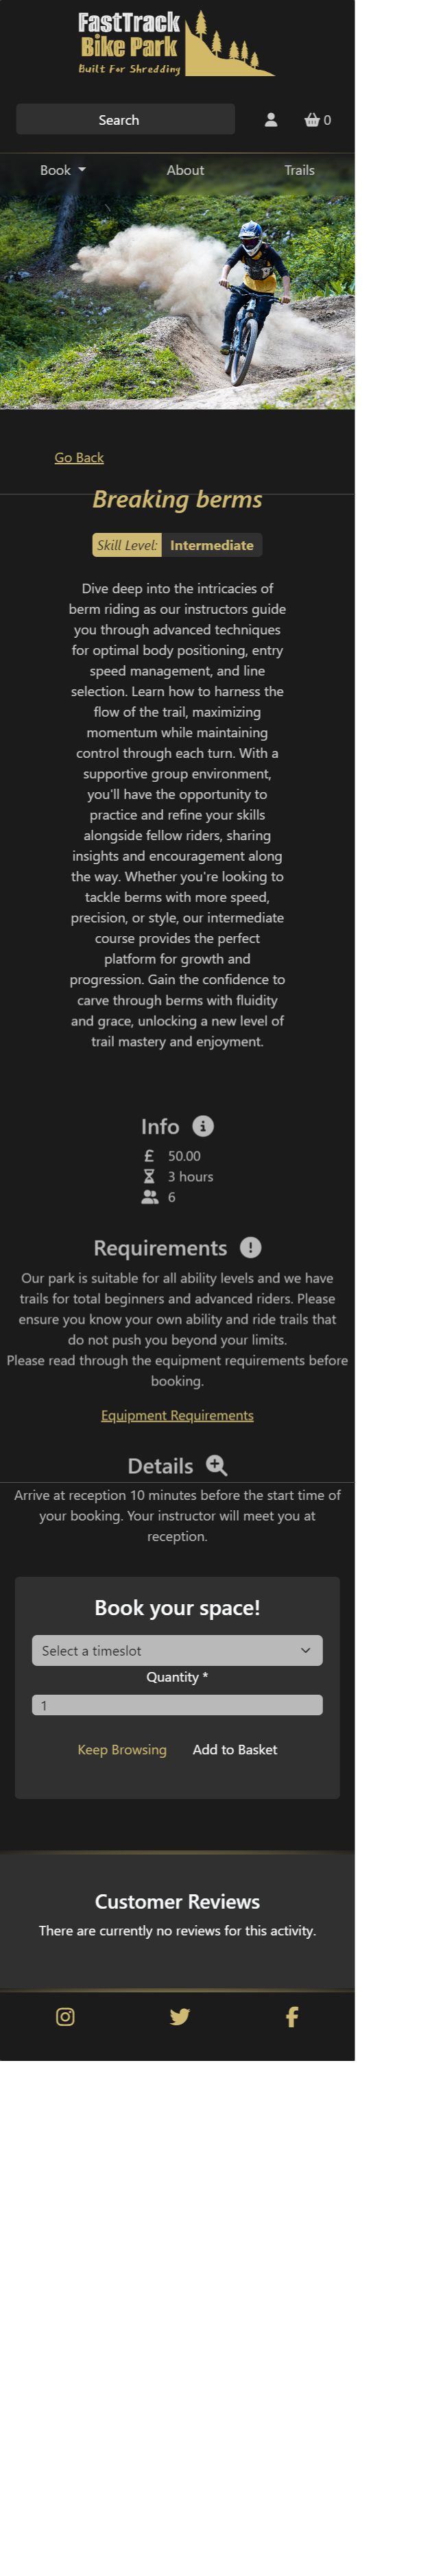 FastTrack
Bike Park
Built For Shredding
Search
0
Book
About
Trails
Go Back
Breaking berms
Skill Level: Intermediate
Dive deep into the intricacies of
berm riding as our instructors guide
you through advanced techniques
for optimal body positioning, entry
speed management, and line
selection. Learn how to harness the
flow of the trail, maximizing
momentum while maintaining
control through each turn. With a
supportive group environment,
you'll have the opportunity to
practice and refine your skills
alongside fellow riders, sharing
insights and encouragement along
the way. Whether you're looking to
tackle berms with more speed,
precision, or style, our intermediate
course provides the perfect
platform for growth and
progression. Gain the confidence to
carve through berms with fluidity
and grace, unlocking a new level of
trail mastery and enjoyment.
Info
£ 50.00
3 hours
6
Requirements
Our park is suitable for all ability levels and we have
trails for total beginners and advanced riders. Please
ensure you know your own ability and ride trails that
do not push you beyond your limits.
Please read through the equipment requirements before
booking.
Equipment Requirements
Details
Arrive at reception 10 minutes before the start time of
your booking. Your instructor will meet you at
reception.
Book your space!
Select a timeslot
Quantity *
1
Keep Browsing
Add to Basket
Customer Reviews
There are currently no reviews for this activity.